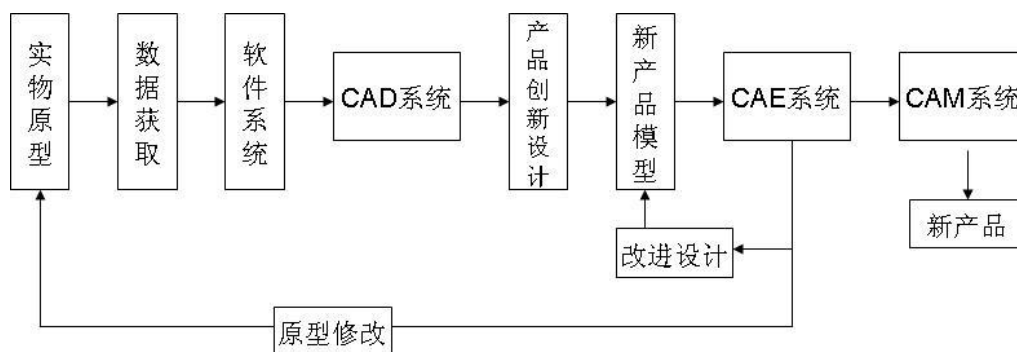 实物原型
数据获取
软件系统
CAD系统
产品创新设计
新产品模型
CAE系统
CAM系统
新产品
改进设计
原型修改